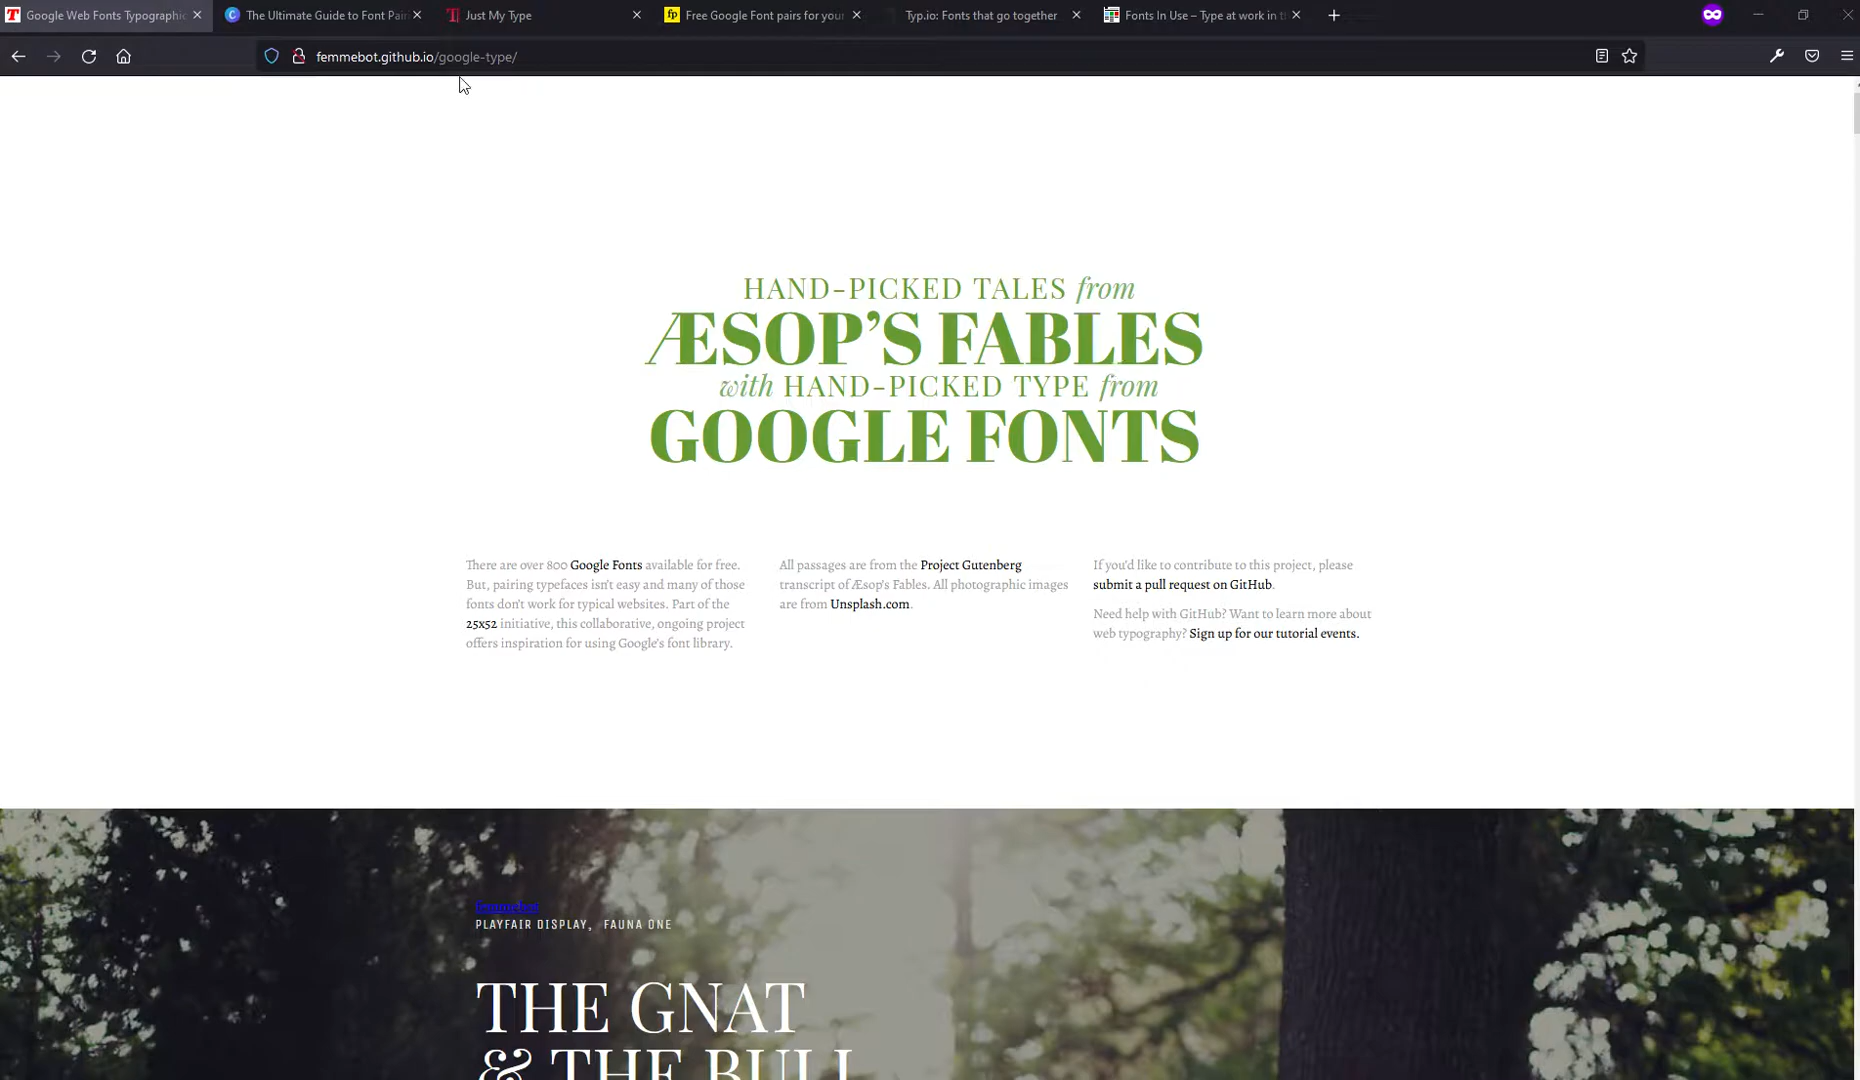 Google Web Fonts Typographic
The Ultimate Guide to Font Pair
Just My Type
Free Google Font pairs for your
Typ.io: Fonts that go together
Fonts In Use – Type at work in th
femmebot.github.io/google-type/
HAND-PICKED TALES from
ÆSOP’S FABLES
with HAND-PICKED TYPE from
GOOGLE FONTS
There are over 800 Google Fonts available for free.
But, pairing typefaces isn’t easy and many of those
fonts don’t work for typical websites. Part of the
25x52 initiative, this collaborative, ongoing project
offers inspiration for using Google’s font library.
All passages are from the Project Gutenberg
transcript of Æsop’s Fables. All photographic images
are from Unsplash.com.
If you’d like to contribute to this project, please
submit a pull request on GitHub.
Need help with GitHub? Want to learn more about
web typography? Sign up for our tutorial events.
femmebot
PLAYFAIR DISPLAY, FAUNA ONE
THE GNAT
& THE BULL